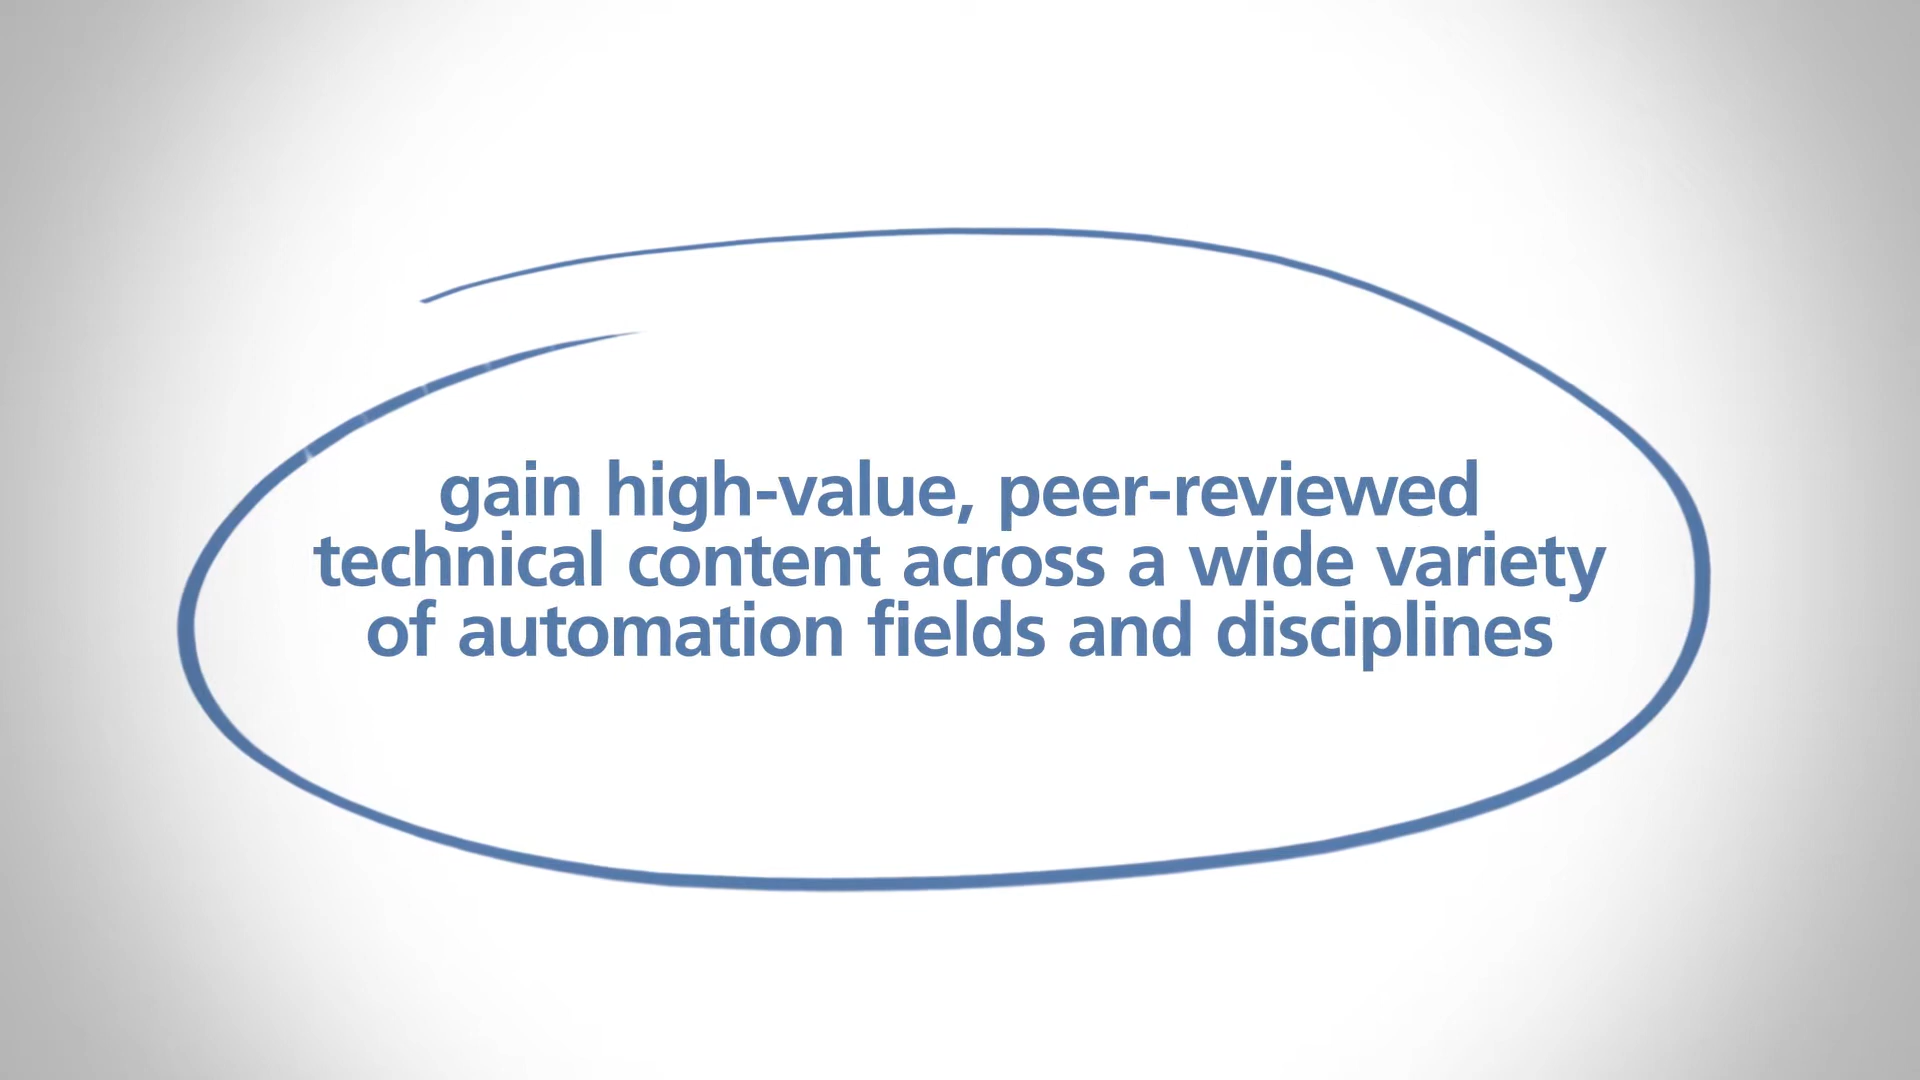 gain high-value, peer-reviewed
technical content across a wide variety
of automation fields and disciplines